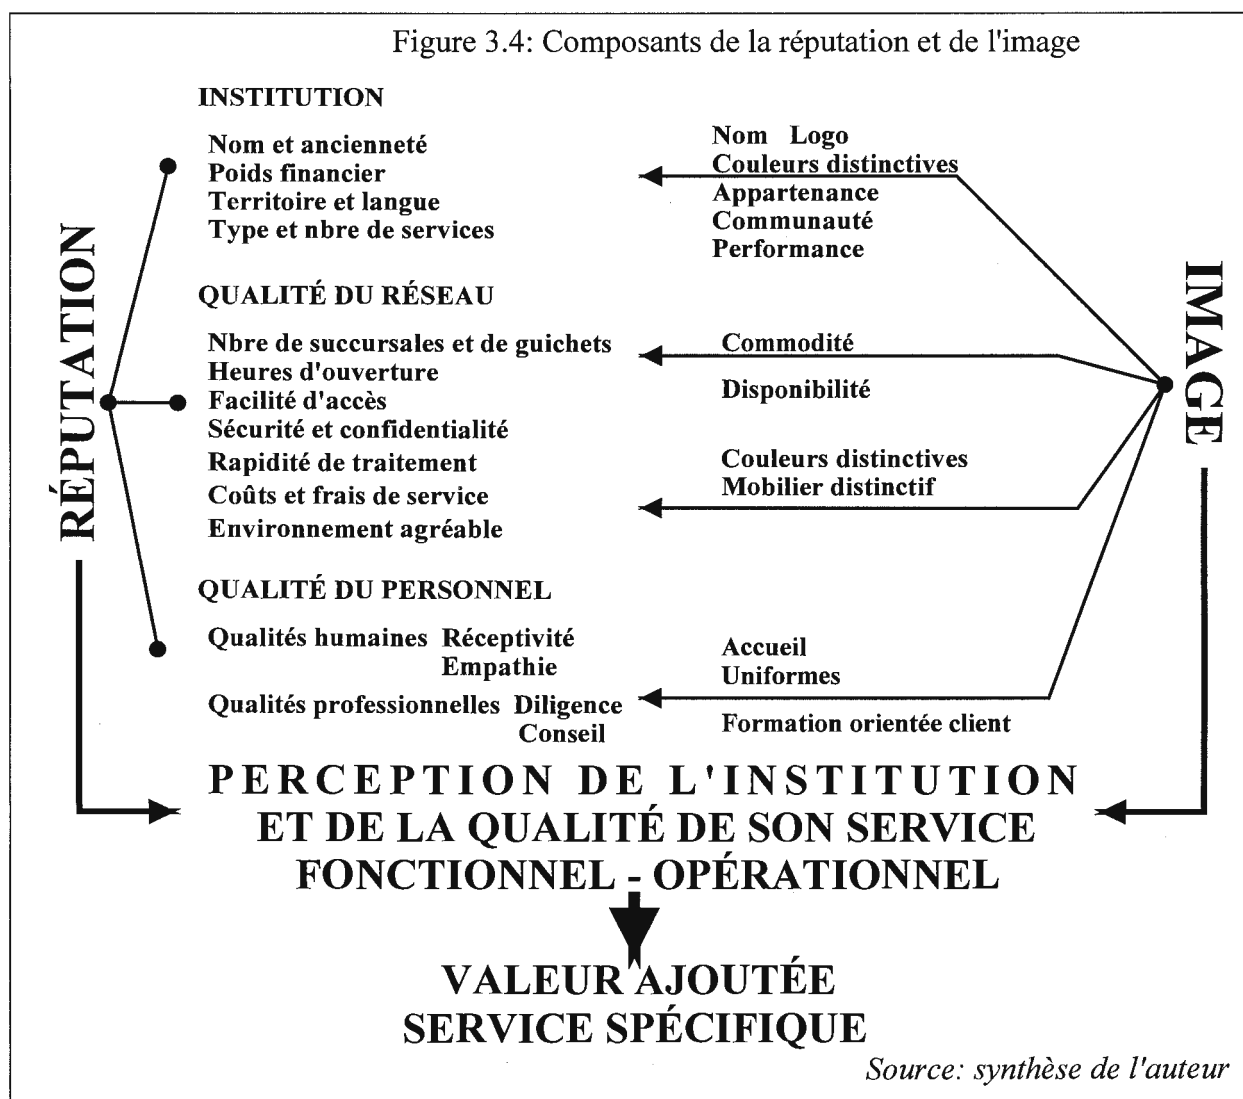 Figure 3.4: Composants de la réputation et de l'image
RÉPUTATION
INSTITUTION
Nom et ancienneté
Poids financier
Territoire et langue
Type et nbre de services
Nom Logo
Couleurs distinctives
Appartenance
Communauté
Performance
QUALITÉ DU RÉSEAU
Nbre de succursales et de guichets
Heures d'ouverture
Facilité d'accès
Sécurité et confidentialité
Rapidité de traitement
Coûts et frais de service
Environnement agréable
Commodité
Disponibilité
Couleurs distinctives
Mobilier distinctif
QUALITÉ DU PERSONNEL
Qualités humaines Réceptivité
Empathie
Qualités professionnelles Diligence
Conseil
Accueil
Uniformes
Formation orientée client
IMAGE
PERCEPTION DE L'INSTITUTION
ET DE LA QUALITÉ DE SON SERVICE
FONCTIONNEL - OPÉRATIONNEL
VALEUR AJOUTÉE
SERVICE SPÉCIFIQUE
Source: synthèse de l'auteur